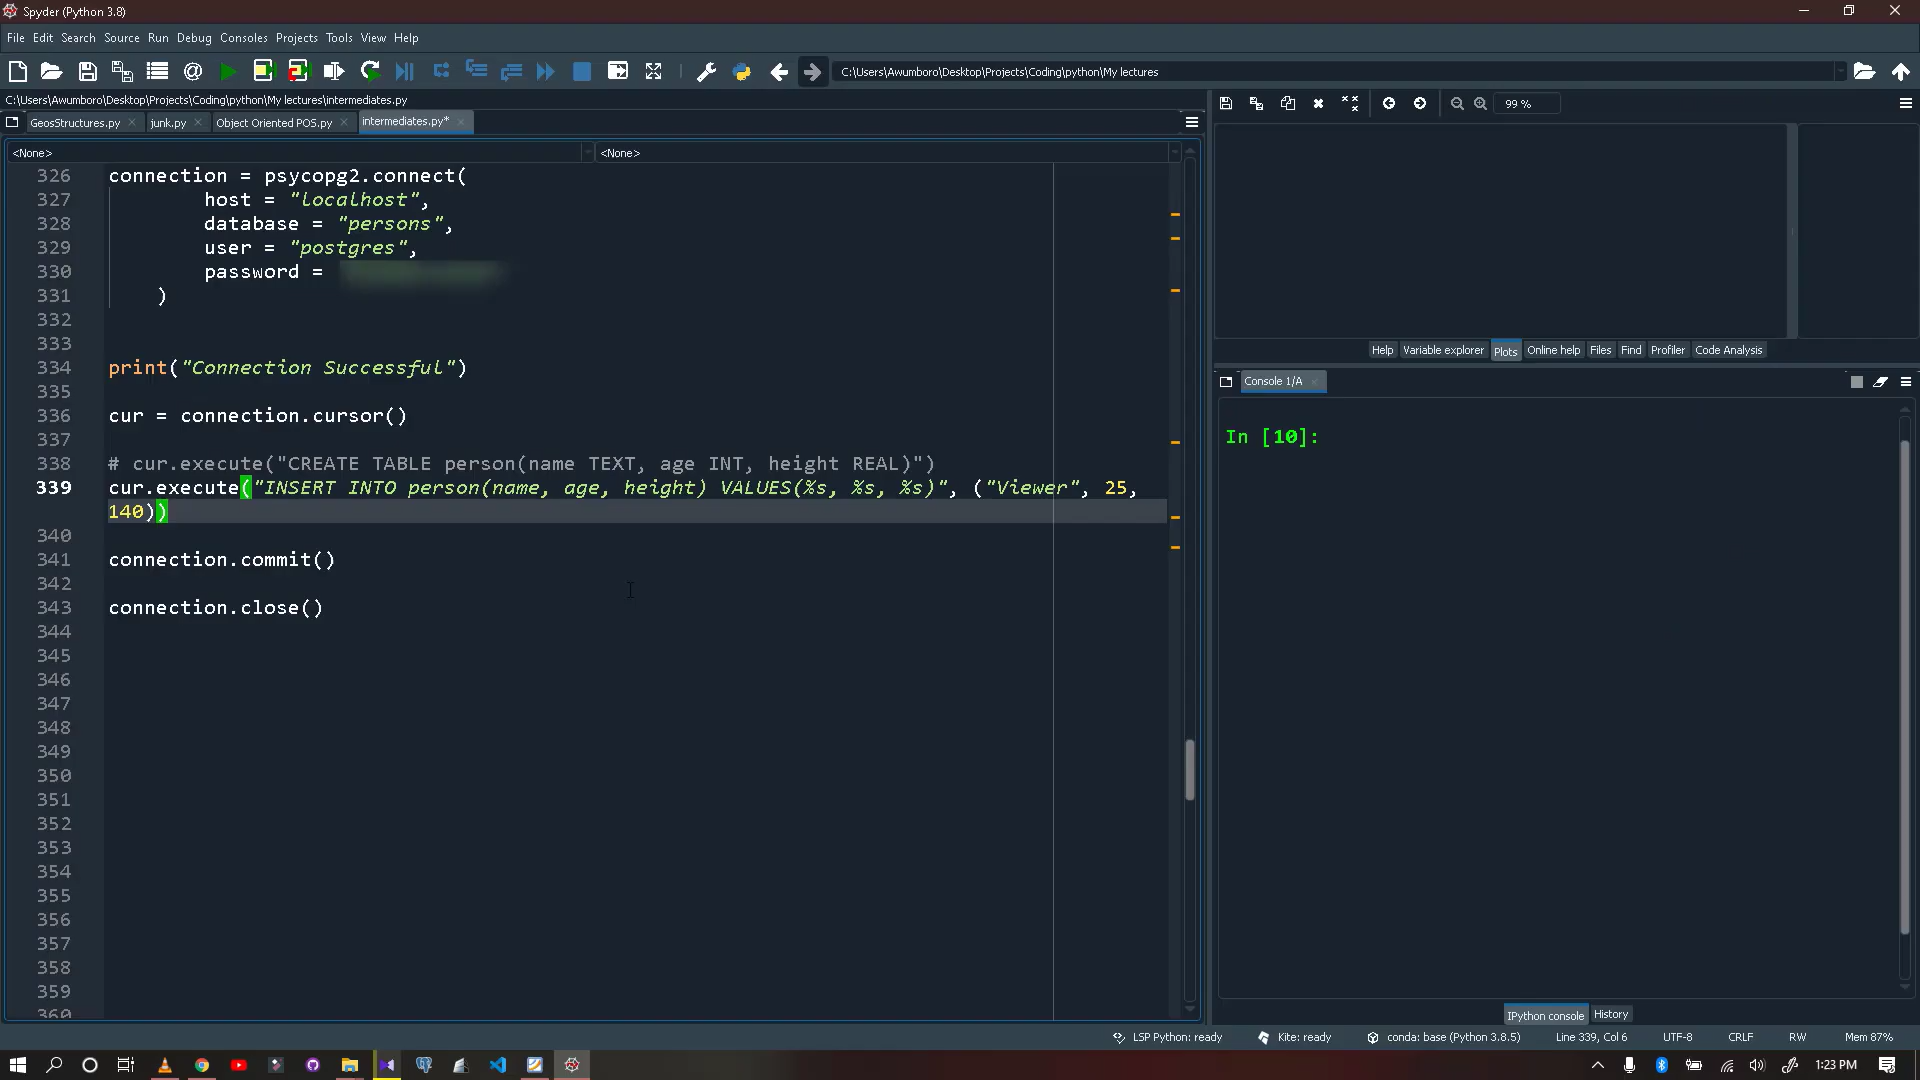 Spyder (Python 3.8)
File Edit Search Source Run Debug Consoles Projects Tools View Help
C:\Users\Awumboro\Desktop\Projects\Coding\python\My lectures
C:\Users\Awumboro\Desktop\Projects\Coding\python\My lectures\intermediates.py
GeosStructures.py junk.py Object Oriented POS.py intermediates.py*
99 %
<None> <None>
326 connection = psycopg2.connect(
327 host = "localhost",
328 database = "persons",
329 user = "postgres",
330 password =
331 )
332
333
334 print("Connection Successful")
335
336 cur = connection.cursor()
337
338 # cur.execute("CREATE TABLE person(name TEXT, age INT, height REAL)")
339 cur.execute("INSERT INTO person(name, age, height) VALUES(%s, %s, %s)", ("Viewer", 25,
140))
340
341 connection.commit()
342
343 connection.close()
344
345
346
347
348
349
350
351
352
353
354
355
356
357
358
359
360
Help Variable explorer Plots Online help Files Find Profiler Code Analysis
Console 1/A
In [10]:
IPython console History
LSP Python: ready Kite: ready conda: base (Python 3.8.5) Line 339, Col 6 UTF-8 CRLF RW Mem 87%
1:23 PM